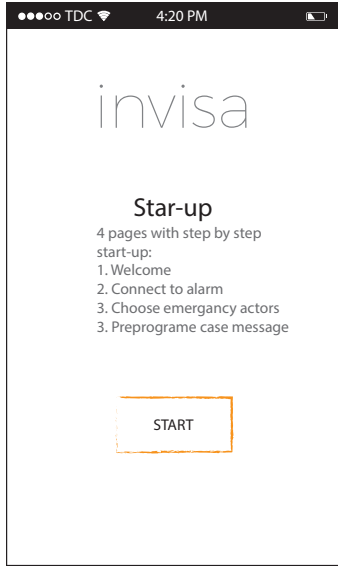 TDC 4:20 PM
invisa
Star-up
4 pages with step by step
start-up:
1. Welcome
2. Connect to alarm
3. Choose emergancy actors
3. Preprograme case message
START